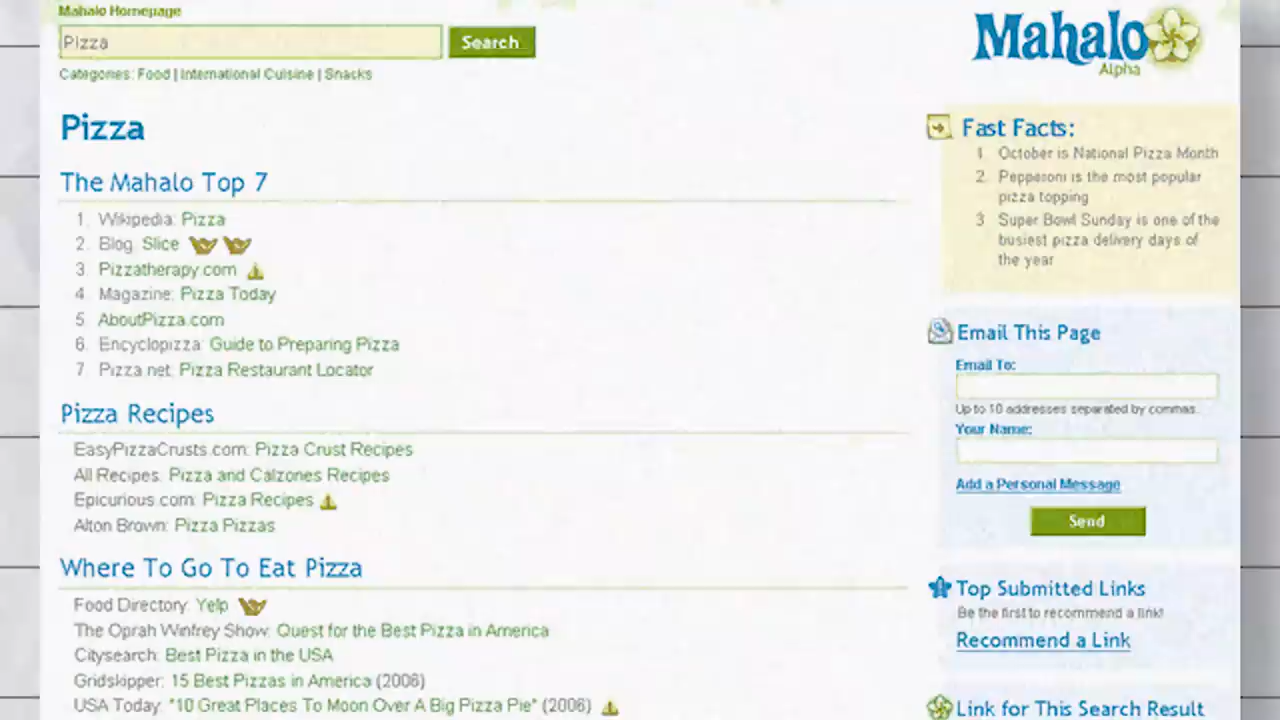 Mahalo Homepage
Pizza
Search
Categories: Food | International Cuisine | Snacks
Mahalo
Alpha
Pizza
The Mahalo Top 7
1. Wikipedia: Pizza
2. Blog: Slice
3. Pizzatherapy.com
4. Magazine: Pizza Today
5. AboutPizza.com
6. Encyclopizza: Guide to Preparing Pizza
7. Pizza.net: Pizza Restaurant Locator
Pizza Recipes
EasyPizzaCrusts.com: Pizza Crust Recipes
All Recipes: Pizza and Calzones Recipes
Epicurious.com: Pizza Recipes
Alton Brown: Pizza Pizzas
Where To Go To Eat Pizza
Food Directory: Yelp
The Oprah Winfrey Show: Quest for the Best Pizza in America
Citysearch: Best Pizza in the USA
Gridskipper: 15 Best Pizzas in America (2006)
USA Today: "10 Great Places To Moon Over A Big Pizza Pie" (2006)
Fast Facts:
1. October is National Pizza Month
2. Pepperoni is the most popular
pizza topping
3. Super Bowl Sunday is one of the
busiest pizza delivery days of
the year
Email This Page
Email To:
Up to 10 addresses separated by commas.
Your Name:
Add a Personal Message
Send
Top Submitted Links
Be the first to recommend a link!
Recommend a Link
Link for This Search Result